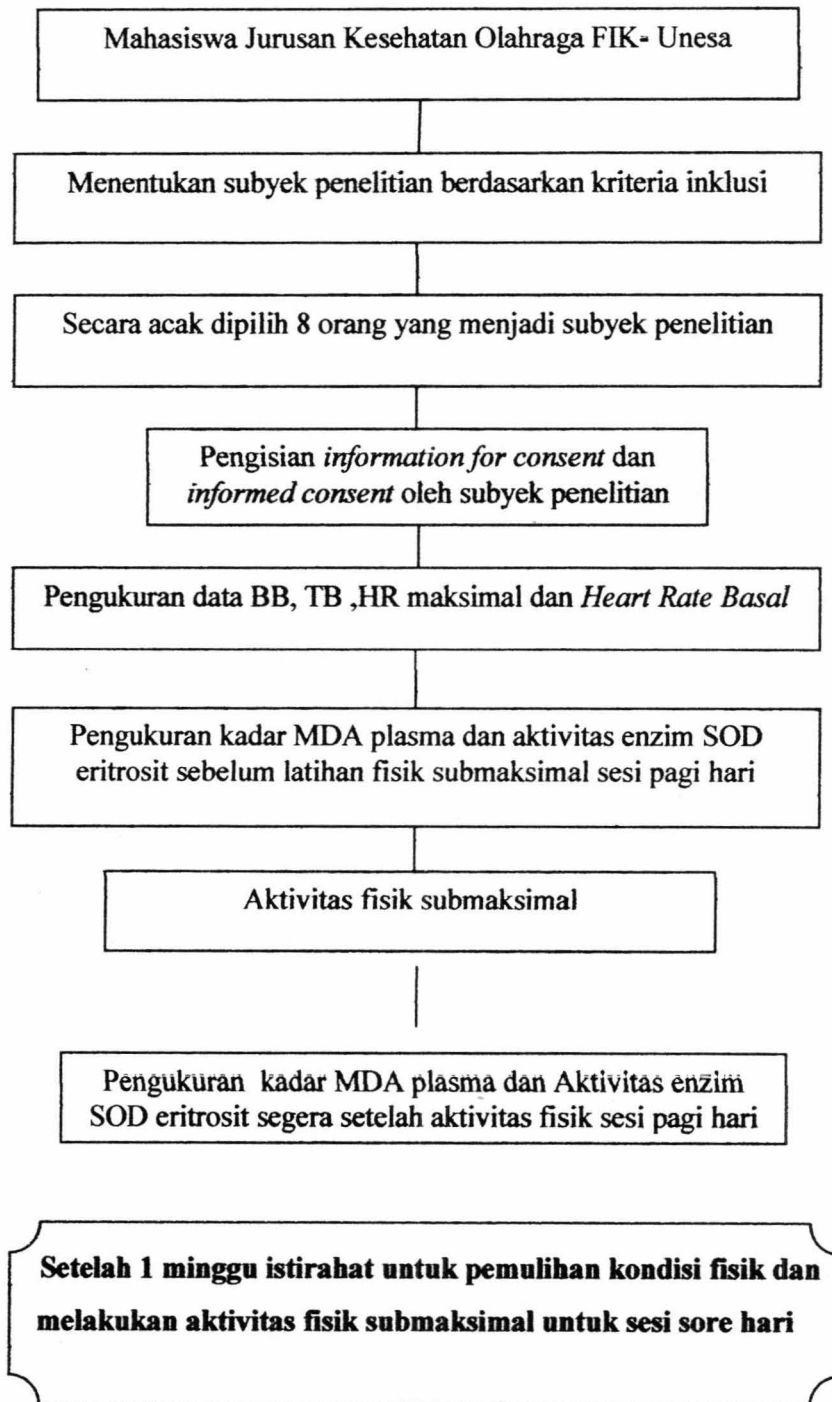 Mahasiswa Jurusan Kesehatan Olahraga FIK- Unesa
Menentukan subyek penelitian berdasarkan kriteria inklusi
Secara acak dipilih 8 orang yang menjadi subyek penelitian
Pengisian information for consent dan
informed consent oleh subyek penelitian
Pengukuran data BB, TB ,HR maksimal dan Heart Rate Basal
Pengukuran kadar MDA plasma dan aktivitas enzim SOD
eritrosit sebelum latihan fisik submaksimal sesi pagi hari
Aktivitas fisik submaksimal
Pengukuran kadar MDA plasma dan Aktivitas enzim
SOD eritrosit segera setelah aktivitas fisik sesi pagi hari
Setelah 1 minggu istirahat untuk pemulihan kondisi fisik dan
melakukan aktivitas fisik submaksimal untuk sesi sore hari